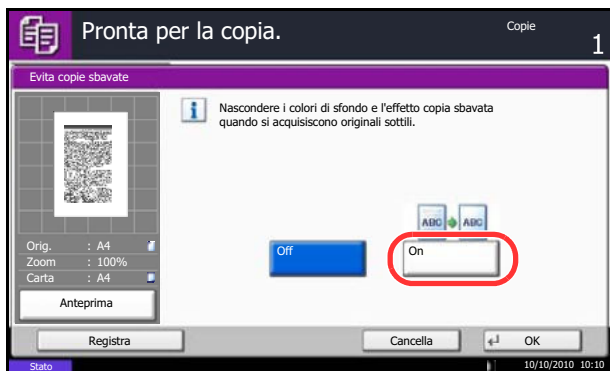 Pronta per la copia.
Copie
1
Evita copie sbavate
Nascondere i colori di sfondo e l'effetto copia sbavata
quando si acquisiscono originali sottili.
ABC ABC
Off
On
Orig. : A4
Zoom : 100%
Carta : A4
Anteprima
Registra
Cancella
OK
Stato
10/10/2010 10:10